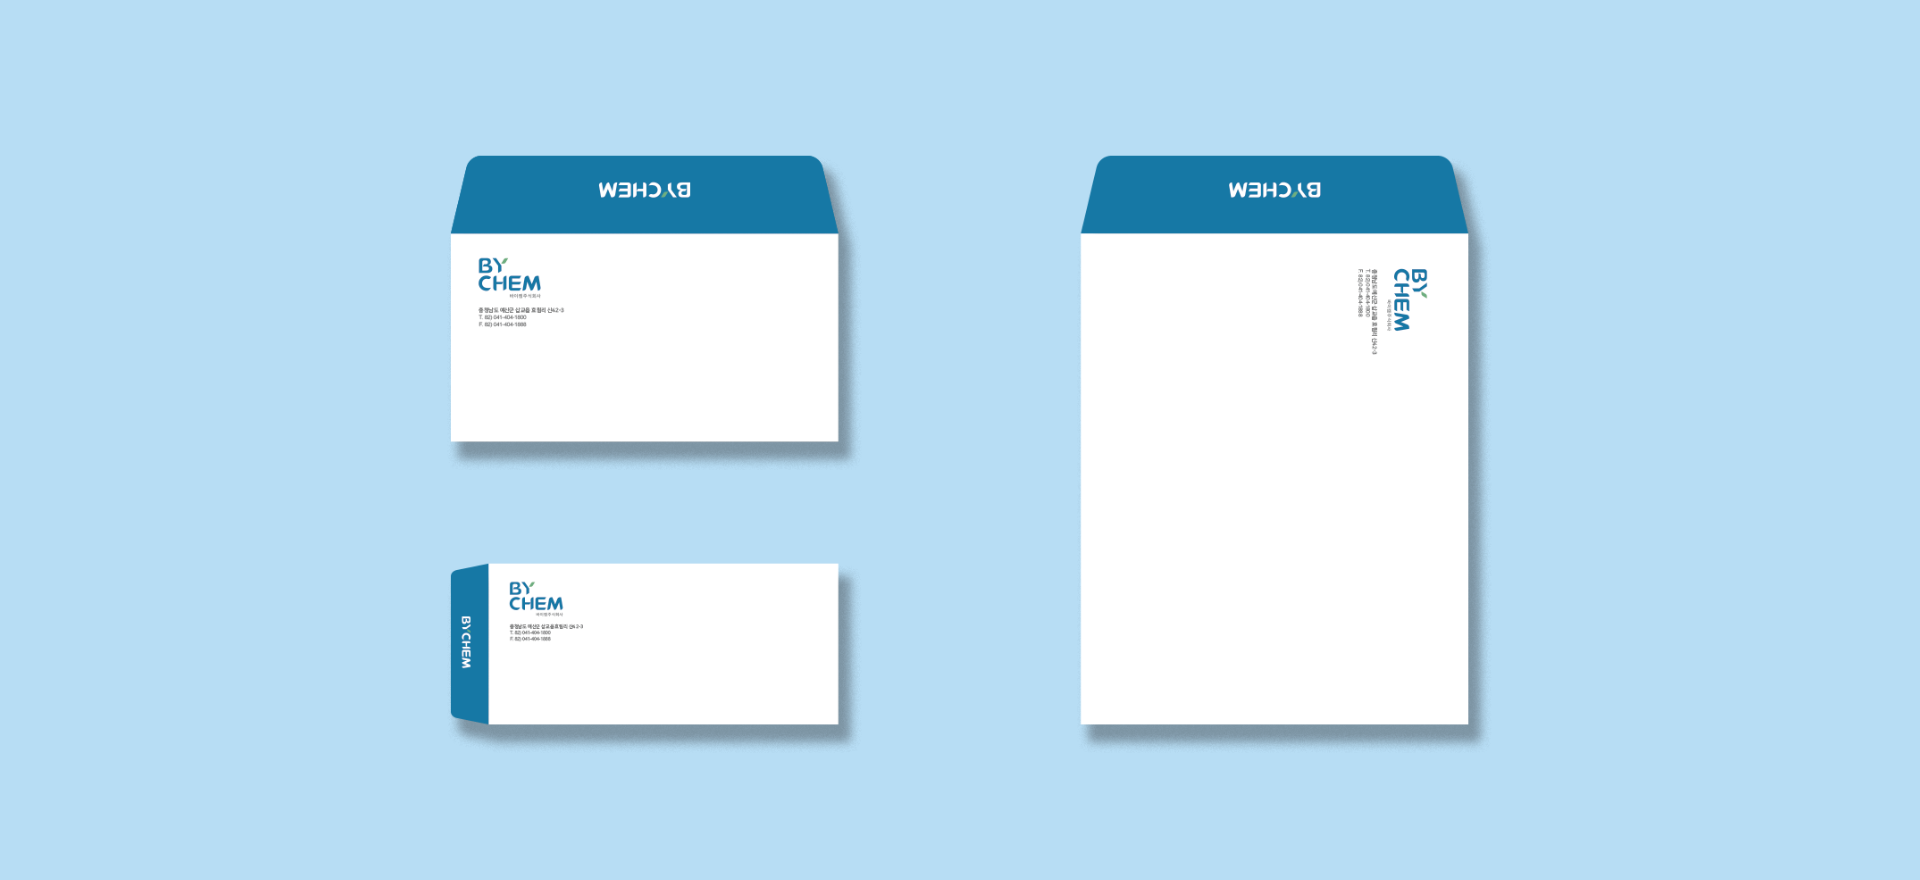 BYCHEM
BY
CHEM
바이켐주식회사
충청남도 예산군 삽교읍 효림리 산42-3
T. 82) 041-404-1800
F. 82) 041-404-1888
BYCHEM
BY
CHEM
바이켐주식회사
충청남도 예산군 삽교읍 효림리 산42-3
T. 82) 041-404-1800
F. 82) 041-404-1888
BYCHEM
BY
CHEM
바이켐주식회사
충청남도 예산군 삽교읍 효림리 산42-3
T. 82) 041-404-1800
F. 82) 041-404-1888